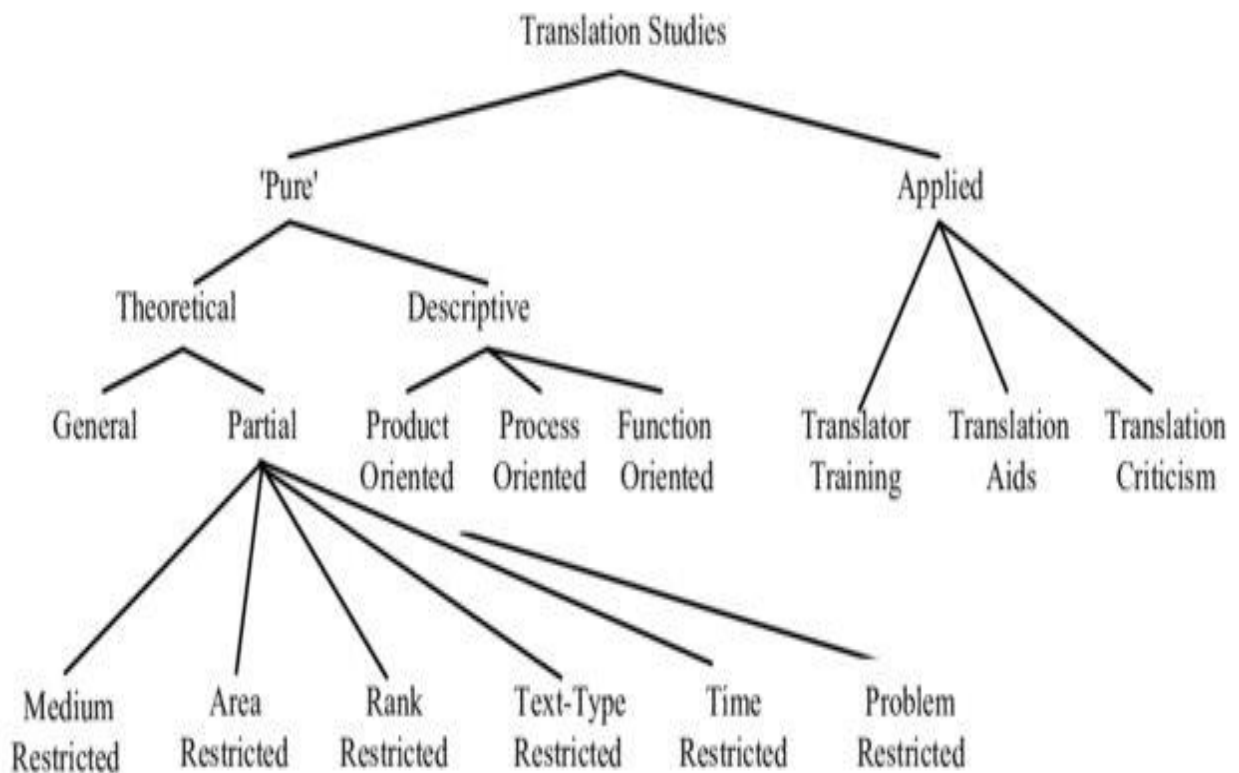 Translation Studies
'Pure'
Applied
Theoretical
Descriptive
General
Partial
Product
Oriented
Process
Oriented
Function
Oriented
Translator
Training
Translation
Aids
Translation
Criticism
Medium
Restricted
Area
Restricted
Rank
Restricted
Text-Type
Restricted
Time
Restricted
Problem
Restricted